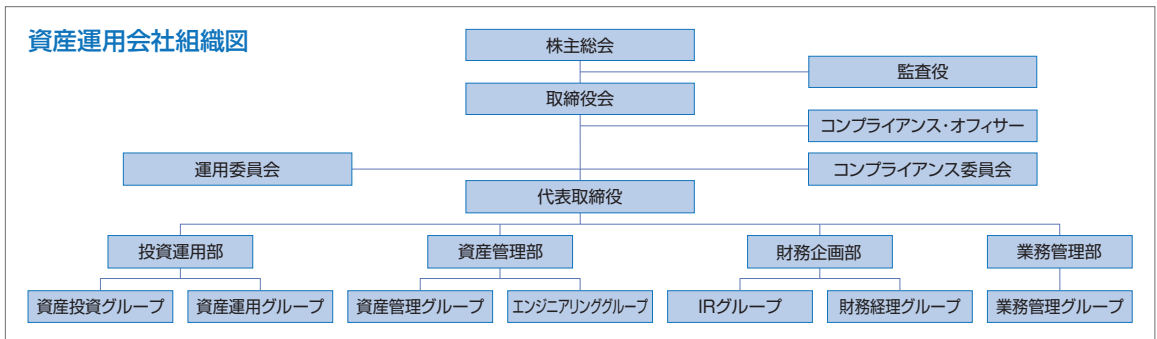 資産運用会社組織図
株主総会
監査役
取締役会
コンプライアンス・オフィサー
運用委員会
コンプライアンス委員会
代表取締役
投資運用部
資産管理部
財務企画部
業務管理部
資産投資グループ
資産運用グループ
資産管理グループ
エンジニアリンググループ
IRグループ
財務経理グループ
業務管理グループ